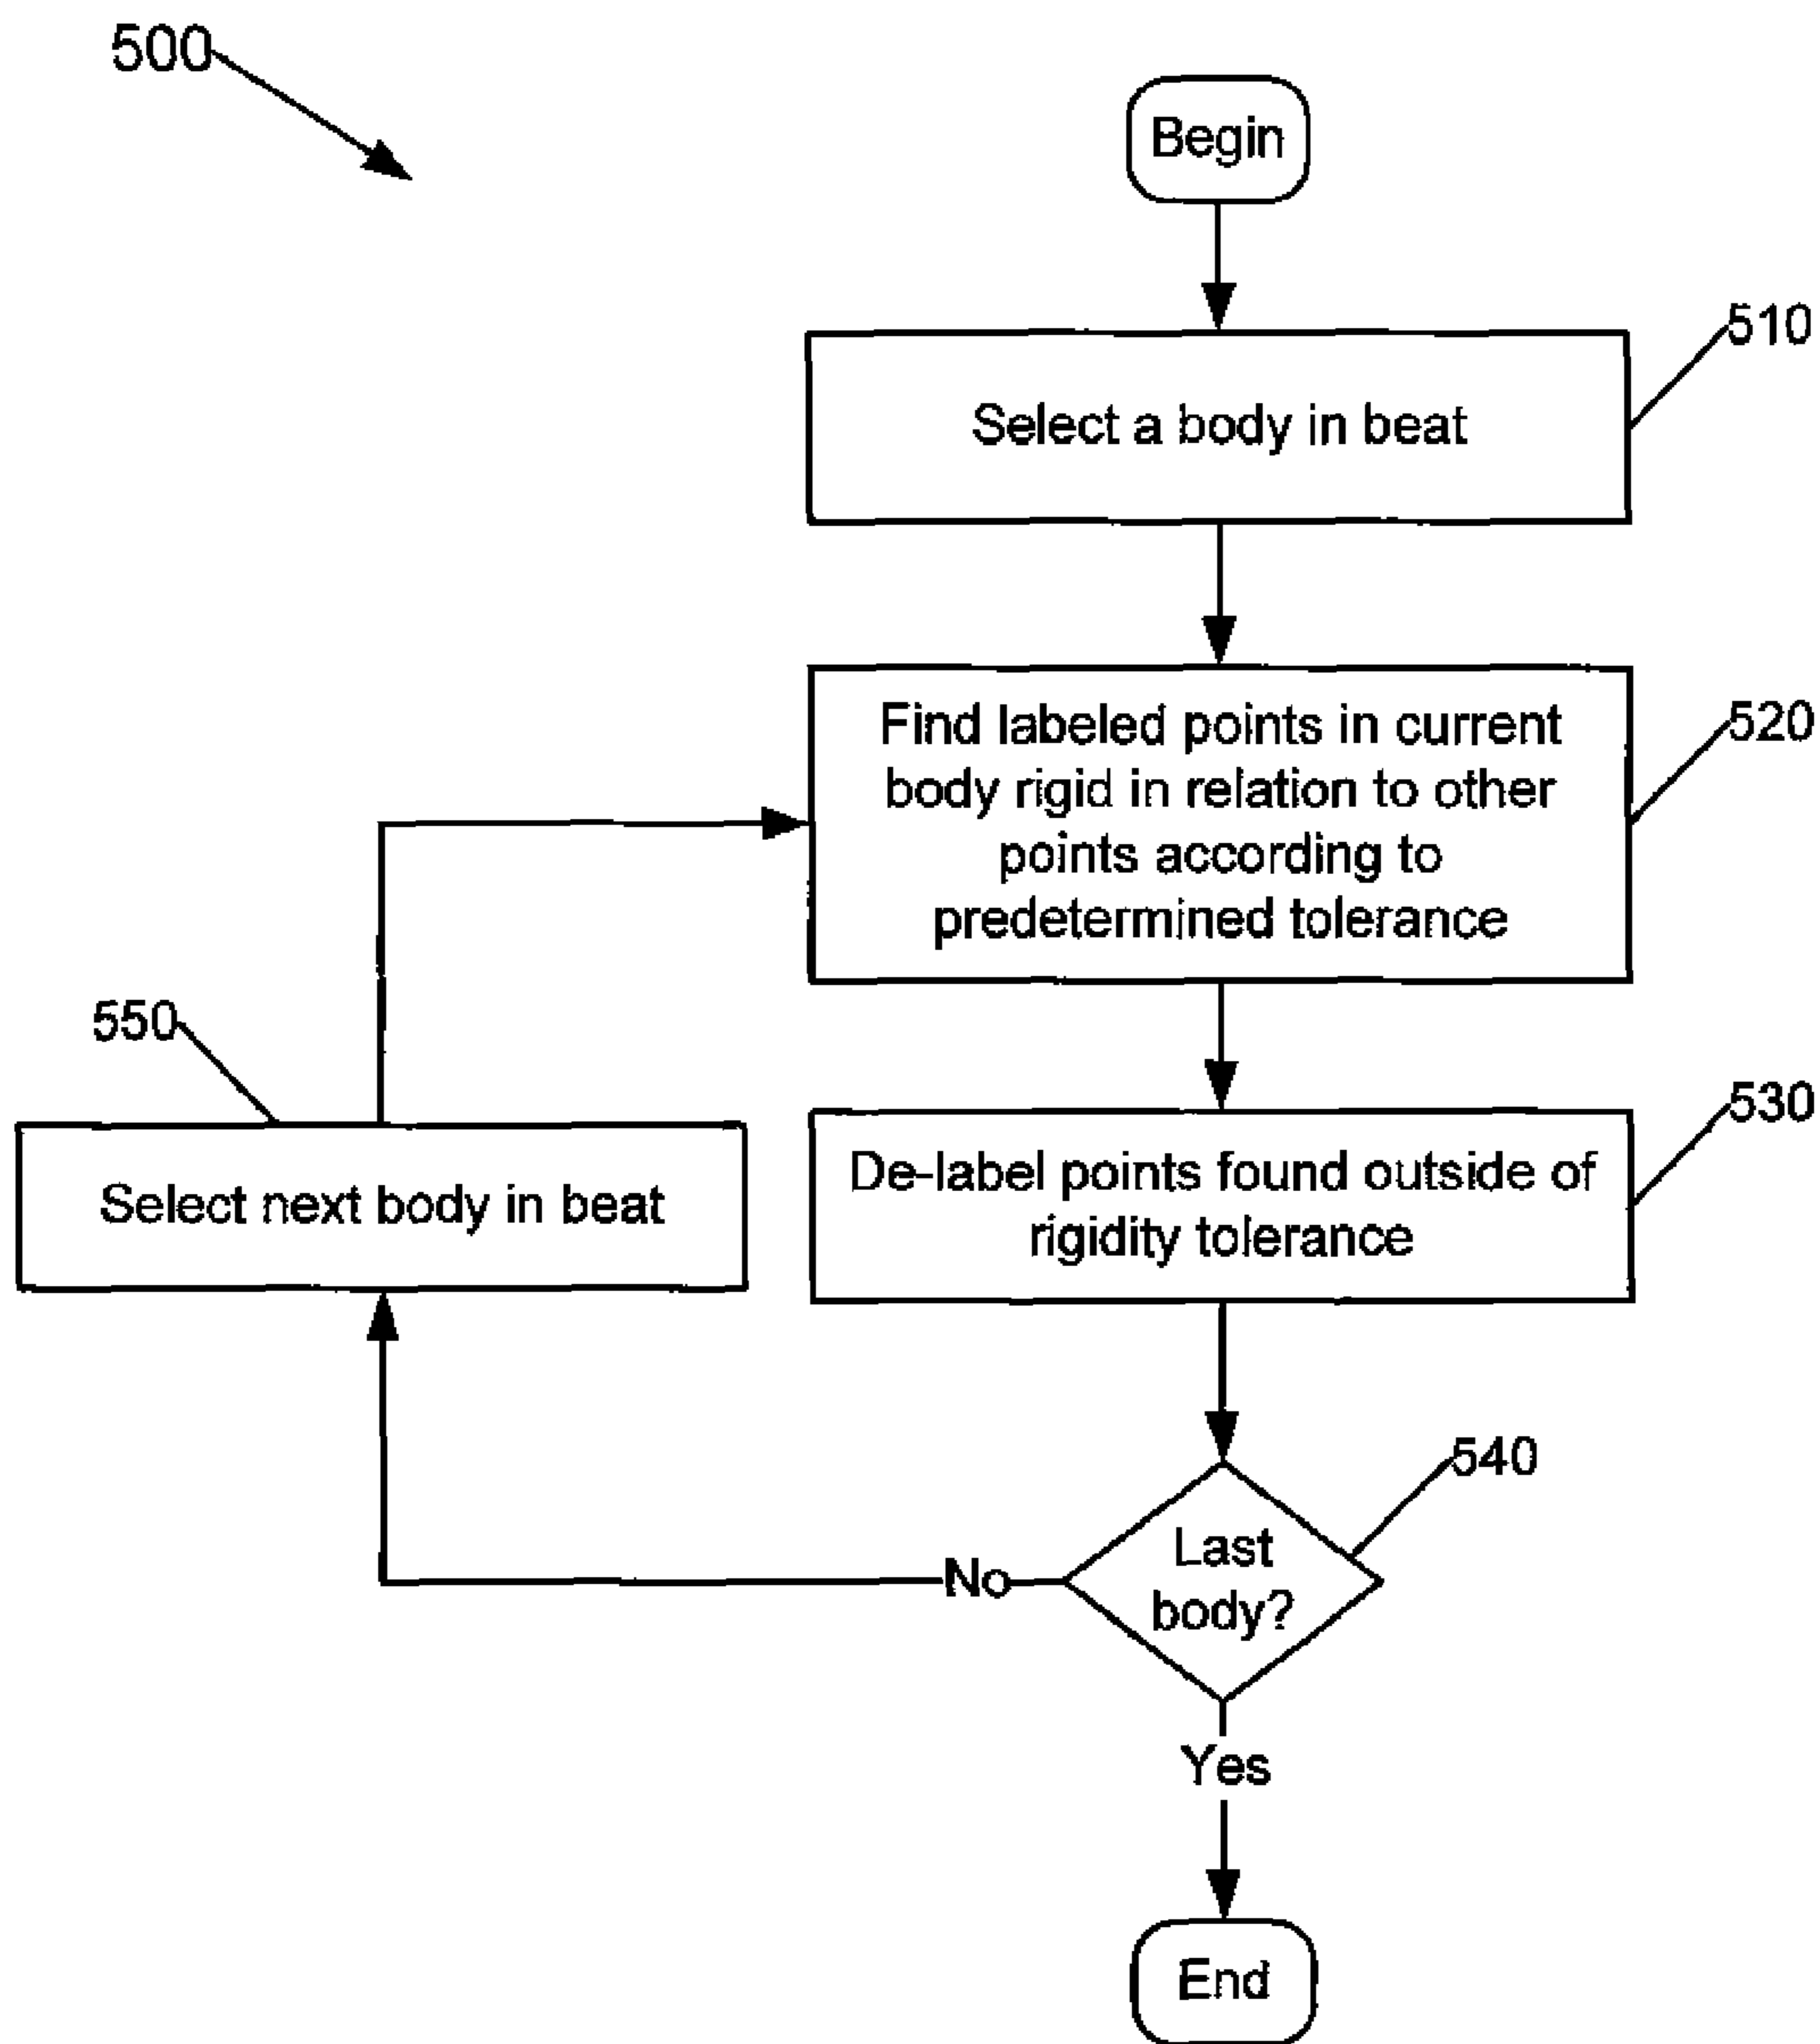 500
Begin
510
Select a body in beat
520
Find labeled points in current
body rigid in relation to other
points according to
predetermined tolerance
550
530
Select next body in beat
De-label points found outside of
rigidity tolerance
540
Last
body?
No
Yes
End